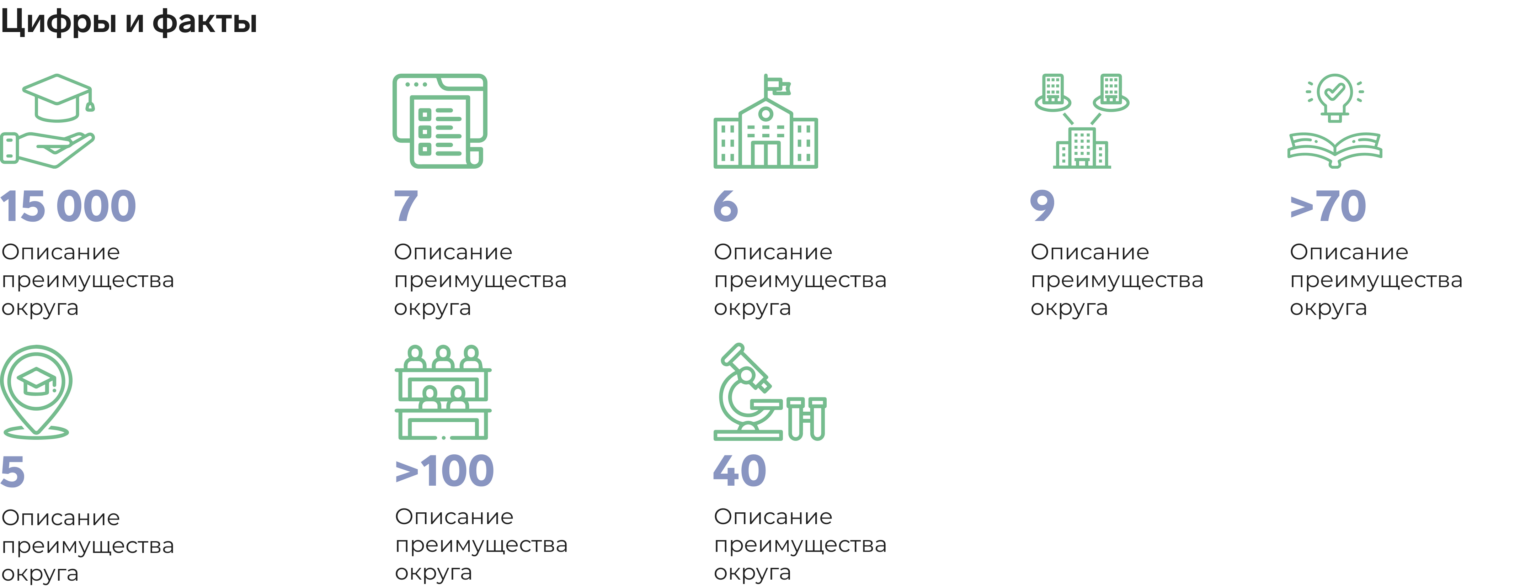 Цифры и факты
15 000
Описание
преимущества
округа
7
Описание
преимущества
округа
6
Описание
преимущества
округа
9
Описание
преимущества
округа
>70
Описание
преимущества
округа
5
Описание
преимущества
округа
>100
Описание
преимущества
округа
40
Описание
преимущества
округа